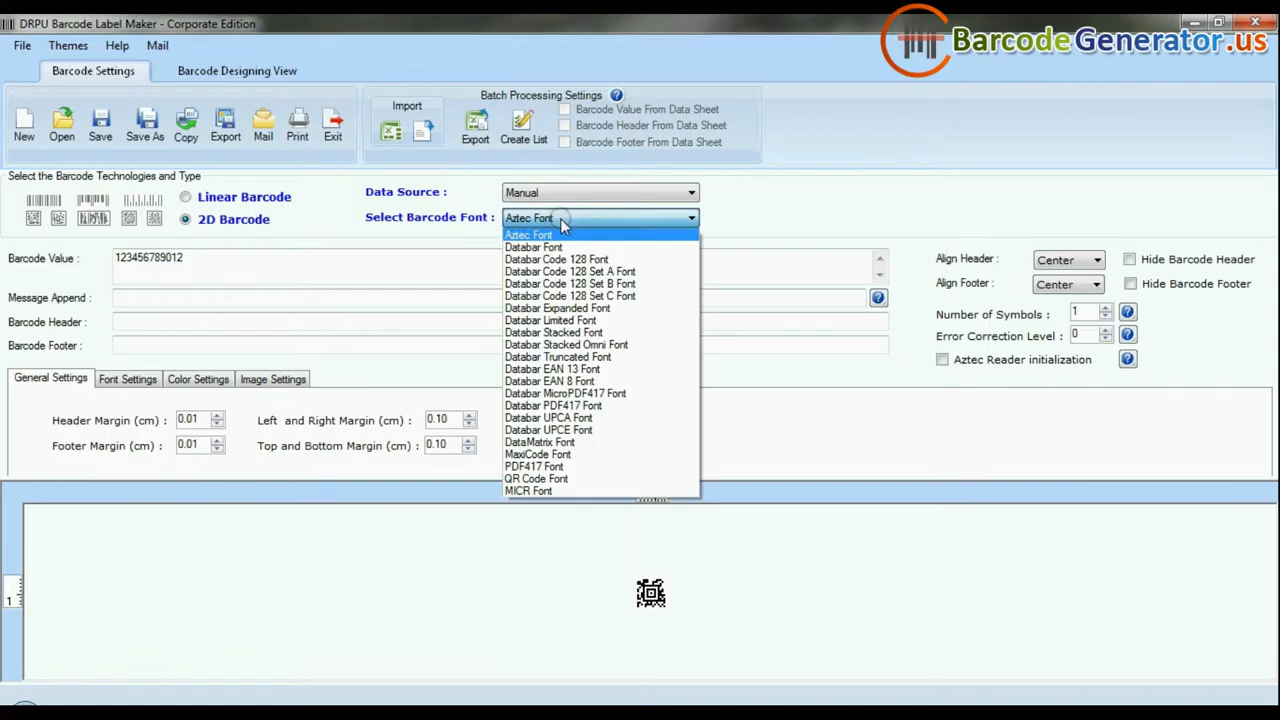 DRPU Barcode Label Maker - Corporate Edition
BarcodeGenerator.us
File Themes Help Mail
Barcode Settings Barcode Designing View
New Open Save Save As Copy Export Mail Print Exit
Import
Batch Processing Settings
Export Create List
Barcode Value From Data Sheet
Barcode Header From Data Sheet
Barcode Footer From Data Sheet
Select the Barcode Technologies and Type
Linear Barcode
2D Barcode
Data Source : Manual
Select Barcode Font : Aztec Font
Aztec Font
Databar Font
Databar Code 128 Font
Databar Code 128 Set A Font
Databar Code 128 Set B Font
Databar Code 128 Set C Font
Databar Expanded Font
Databar Limited Font
Databar Stacked Font
Databar Stacked Omni Font
Databar Truncated Font
Databar EAN 13 Font
Databar EAN 8 Font
Databar MicroPDF417 Font
Databar PDF417 Font
Databar UPCA Font
Databar UPCE Font
DataMatrix Font
MaxiCode Font
PDF417 Font
QR Code Font
MICR Font
Barcode Value : 123456789012
Message Append :
Barcode Header :
Barcode Footer :
Align Header : Center Hide Barcode Header
Align Footer : Center Hide Barcode Footer
Number of Symbols : 1
Error Correction Level : 0
Aztec Reader initialization
General Settings Font Settings Color Settings Image Settings
Header Margin (cm) : 0.01 Left and Right Margin (cm) : 0.10
Footer Margin (cm) : 0.01 Top and Bottom Margin (cm) : 0.10
1